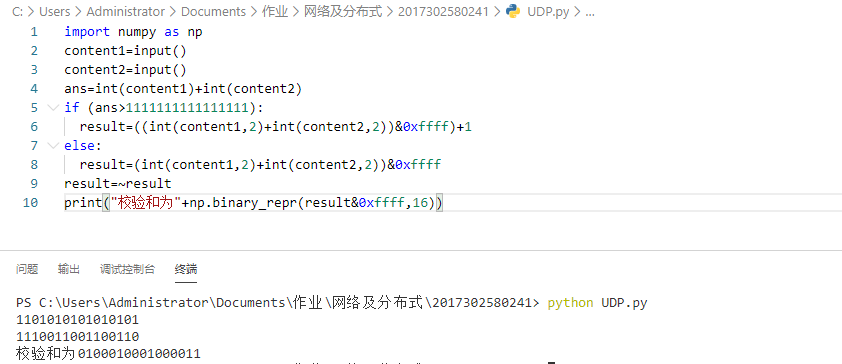 C: > Users > Administrator > Documents > 作业 > 网络及分布式 > 2017302580241 > UDP.py > ...
1 import numpy as np
2 content1=input()
3 content2=input()
4 ans=int(content1)+int(content2)
5 if (ans>1111111111111111):
6 result=((int(content1,2)+int(content2,2))&0xffff)+1
7 else:
8 result=(int(content1,2)+int(content2,2))&0xffff
9 result=~result
10 print("校验和为"+np.binary_repr(result&0xffff,16))
问题 输出 调试控制台 终端
PS C:\Users\Administrator\Documents\作业\网络及分布式\2017302580241> python UDP.py
1101010101010101
1110011001100110
校验和为0100010001000011